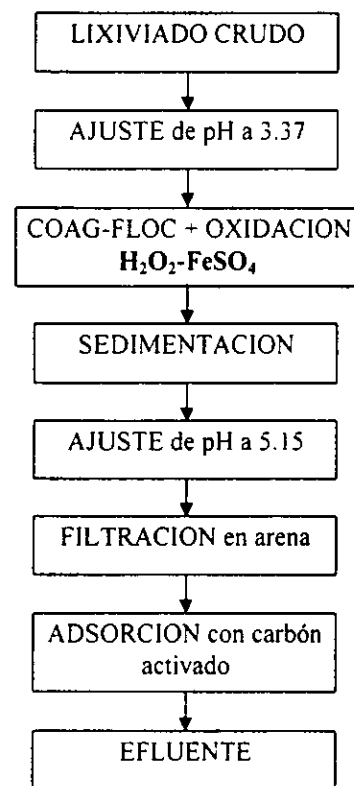 LIXIVIADO CRUDO
AJUSTE de pH a 3.37
COAG-FLOC + OXIDACION
H₂O₂-FeSO₄
SEDIMENTACION
AJUSTE de pH a 5.15
FILTRACION en arena
ADSORCION con carbón
activado
EFLUENTE